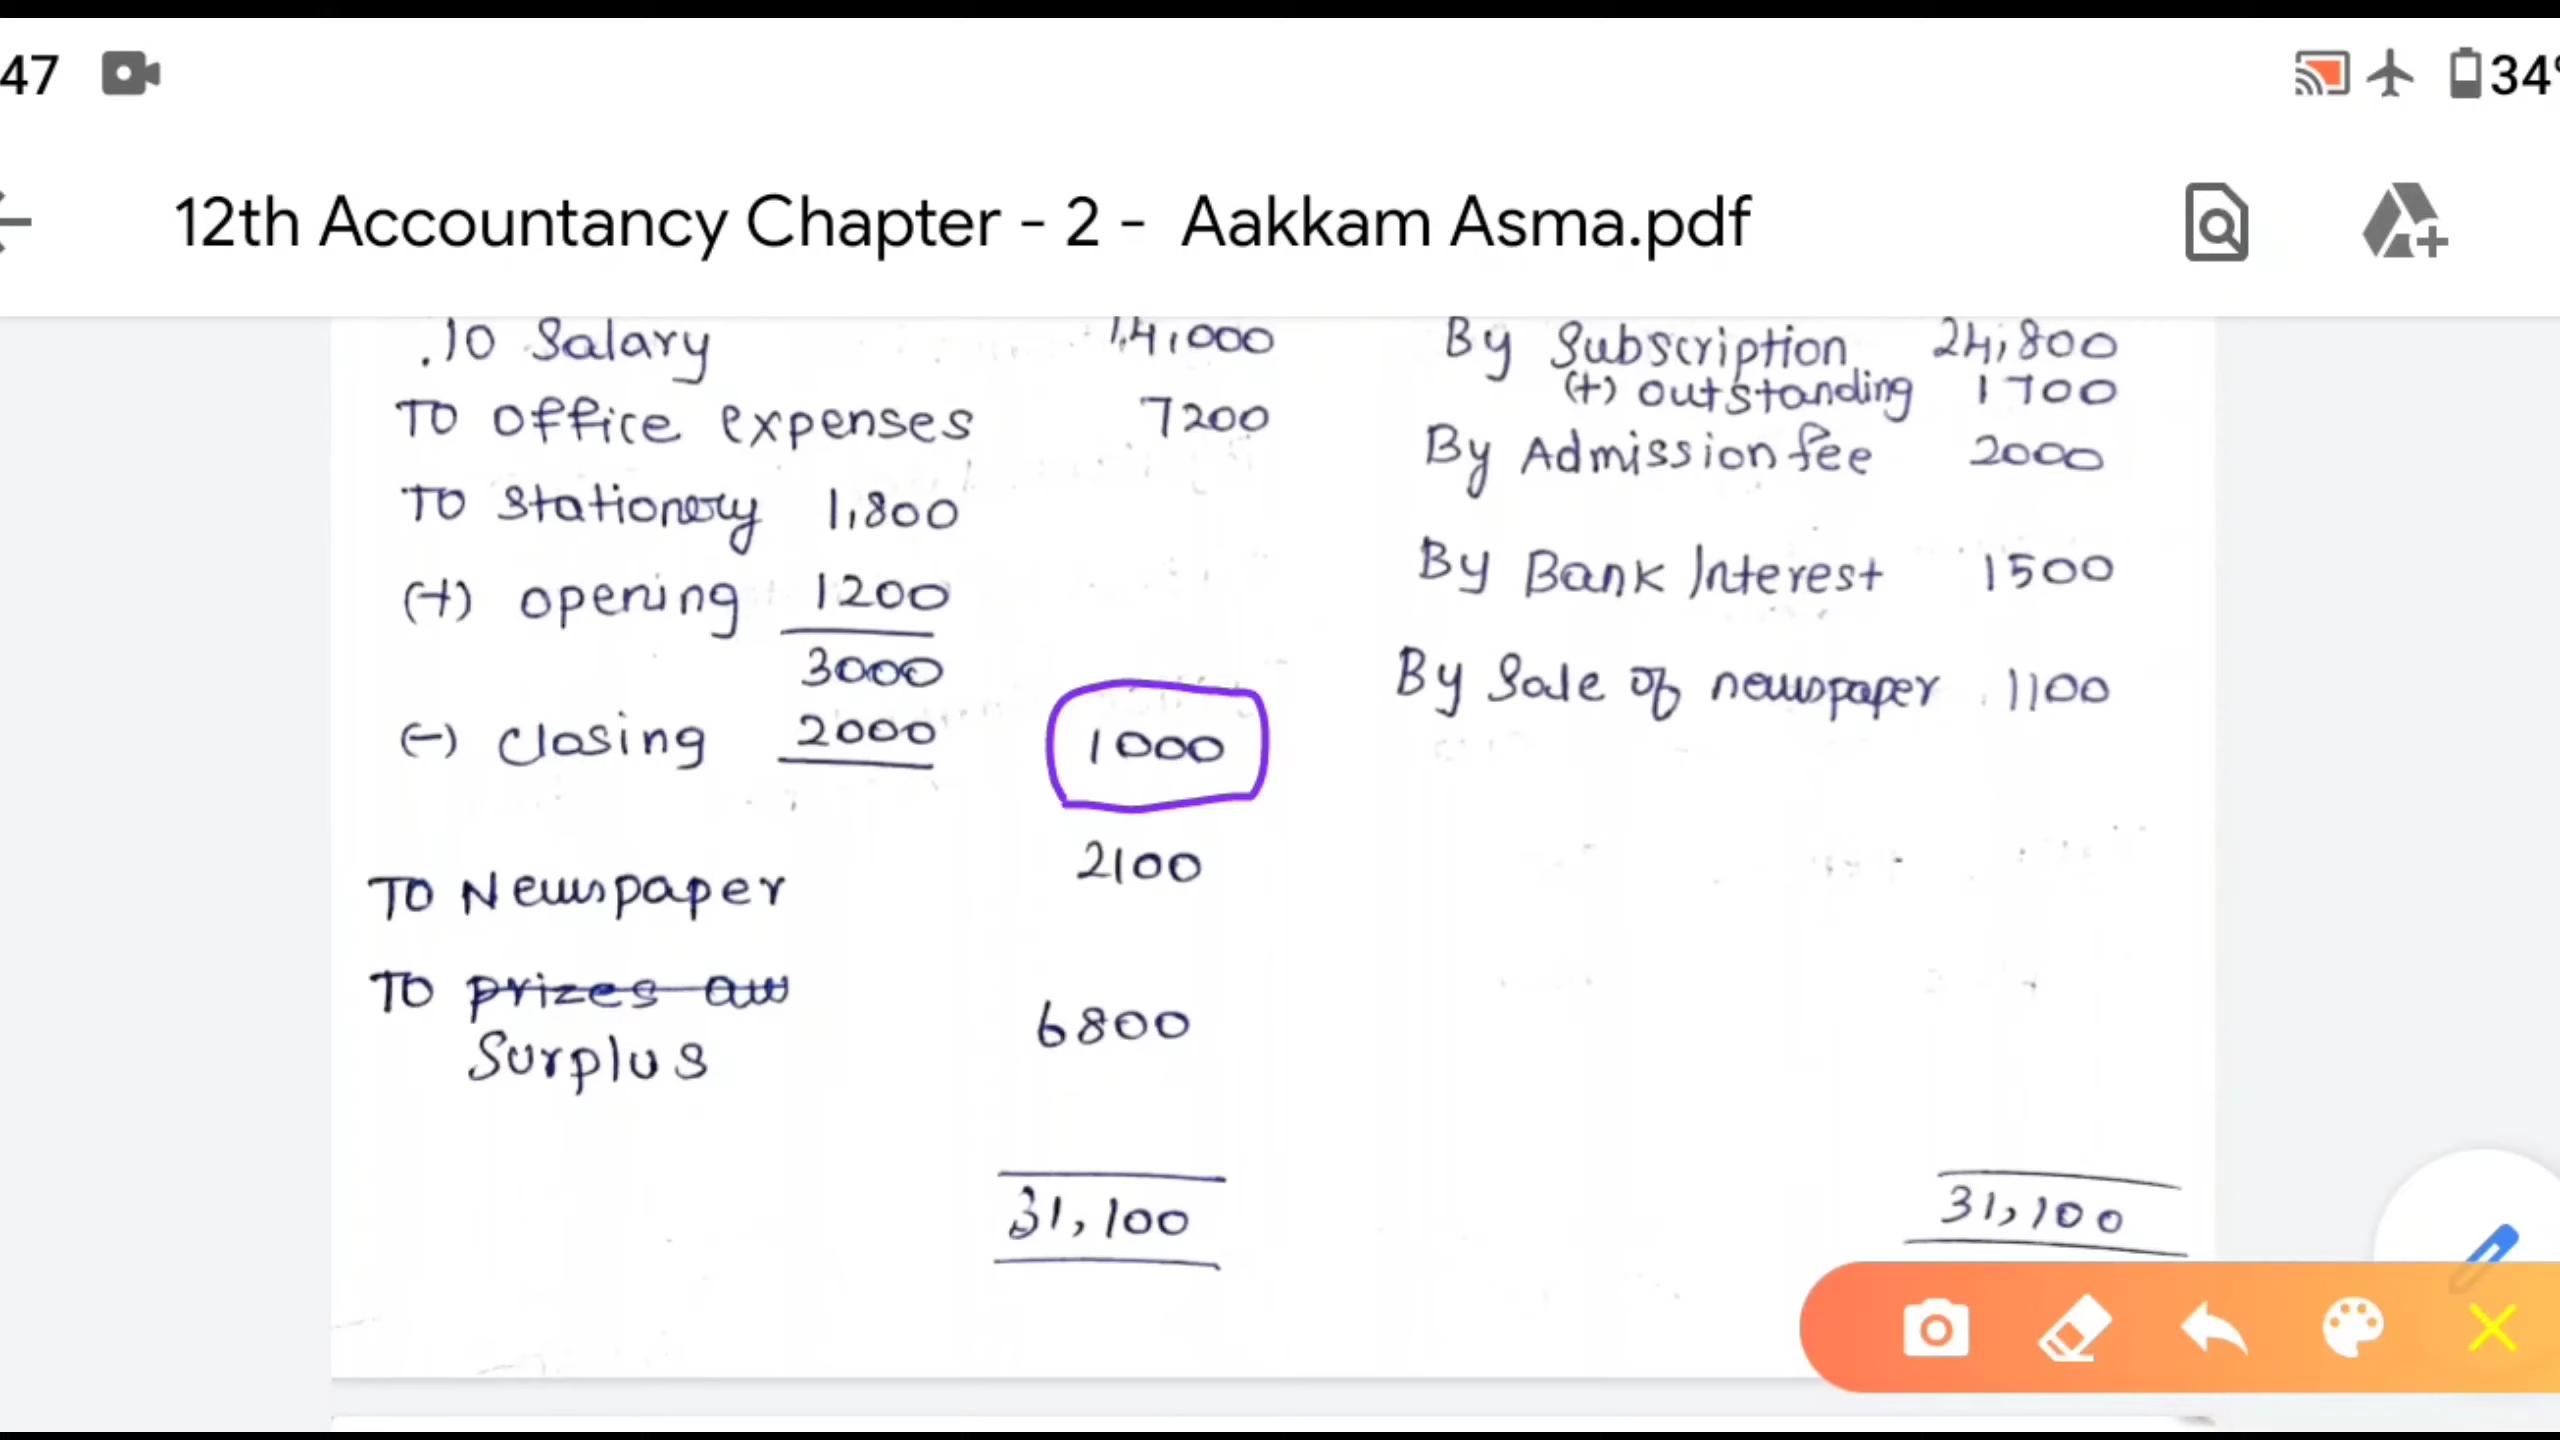 47 34
12th Accountancy Chapter - 2 - Aakkam Asma.pdf
To Salary 14,000 By Subscription 24,800
(+) outstanding 1700
To office expenses 7200 By Admission fee 2000
To Stationery 1,800
(+) opening 1200 By Bank Interest 1500
3000 By Sale of newspaper 1100
(-) closing 2000 1000
To Newspaper 2100
To prizes aw
Surplus 6800
31,100 31,100